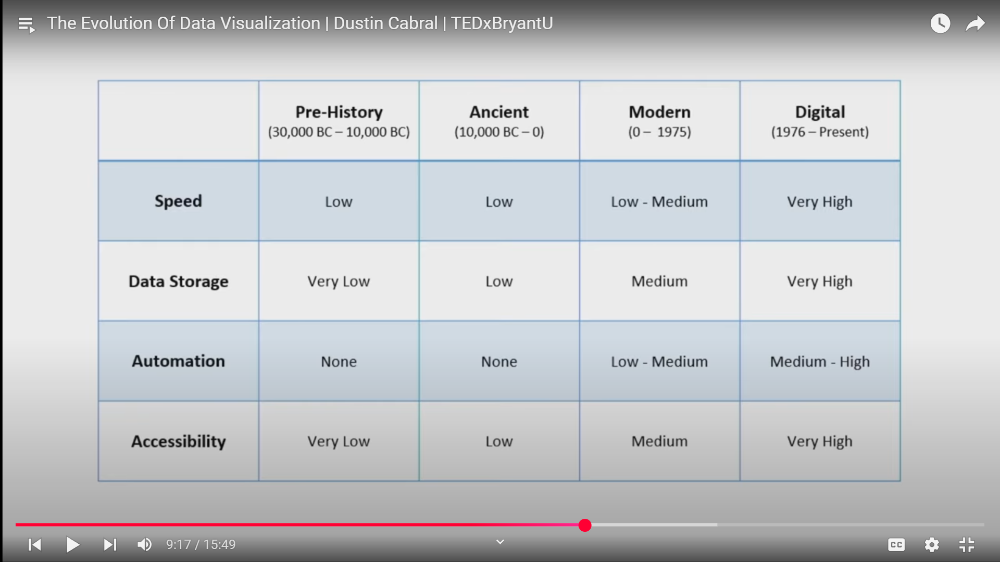 The Evolution Of Data Visualization | Dustin Cabral | TEDxBryantU
Pre-History Ancient Modern Digital
(30,000 BC – 10,000 BC) (10,000 BC – 0) (0 – 1975) (1976 – Present)
Speed Low Low Low - Medium Very High
Data Storage Very Low Low Medium Very High
Automation None None Low - Medium Medium - High
Accessibility Very Low Low Medium Very High
9:17 / 15:49 CC